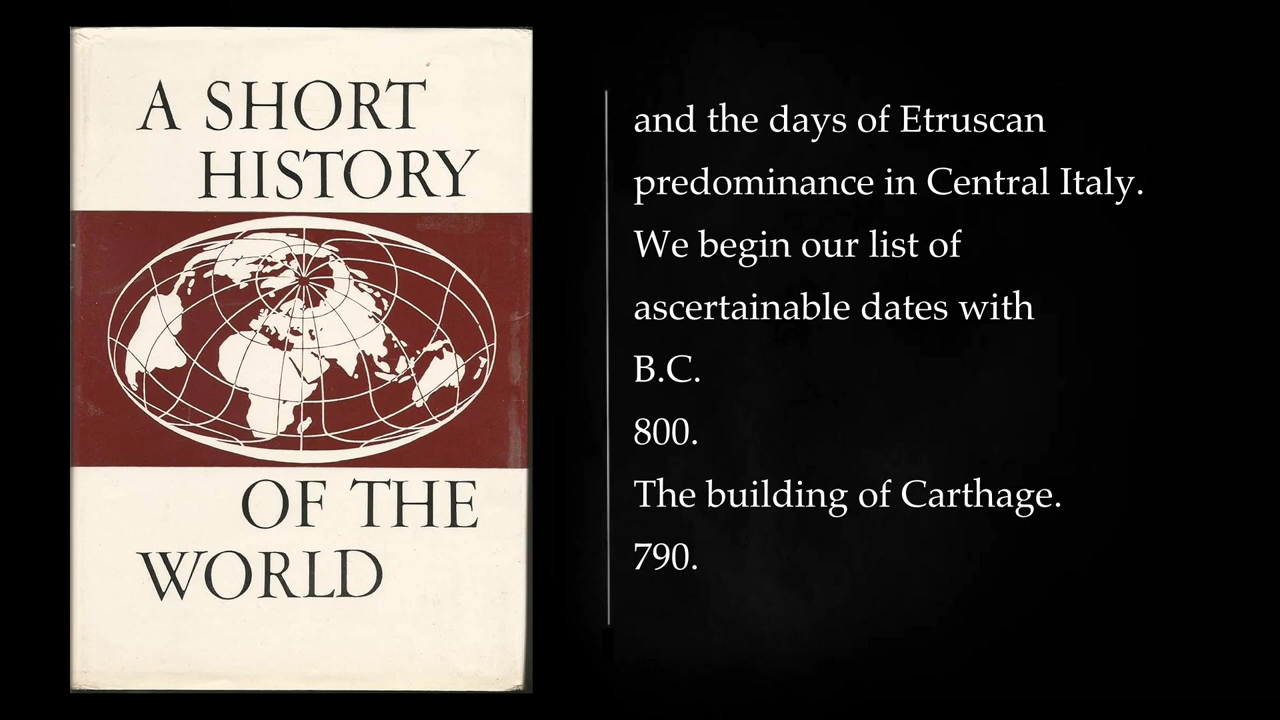 A SHORT
HISTORY
OF THE
WORLD
and the days of Etruscan
predominance in Central Italy.
We begin our list of
ascertainable dates with
B.C.
800.
The building of Carthage.
790.